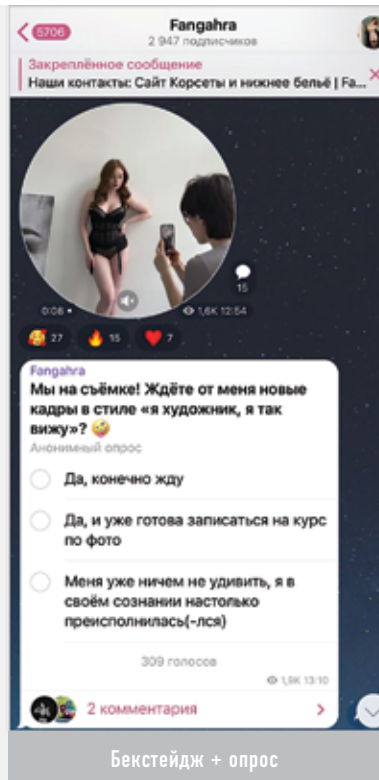 5706
Fangahra
2 947 подписчиков
Закреплённое сообщение
Наши контакты: Сайт Корсеты и нижнее бельё | Fa...
15
0:08
1,6K 12:54
27
15
7
Fangahra
Мы на съёмке! Ждёте от меня новые
кадры в стиле «я художник, я так
вижу»? 🤪
Анонимный опрос
Да, конечно жду
Да, и уже готова записаться на курс
по фото
Меня уже ничем не удивить, я в
своём сознании настолько
преисполнилась(-лся)
309 голосов
1,9K 13:10
2 комментария
Бекстейдж + опрос